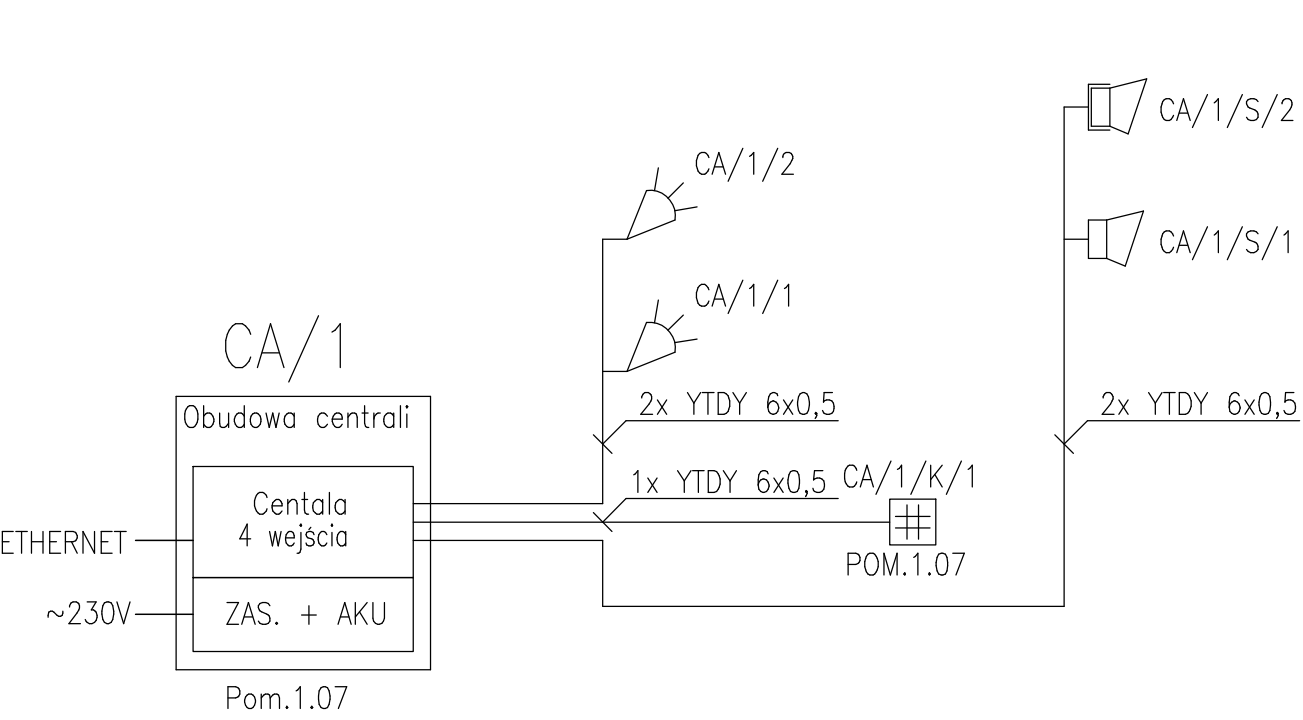 CA/1/S/2
CA/1/2
CA/1/S/1
CA/1/1
CA/1
Obudowa centrali
2x YTDY 6x0,5
2x YTDY 6x0,5
1x YTDY 6x0,5
CA/1/K/1
Centala
4 wejścia
ETHERNET
POM.1.07
~230V
ZAS. + AKU
Pom.1.07